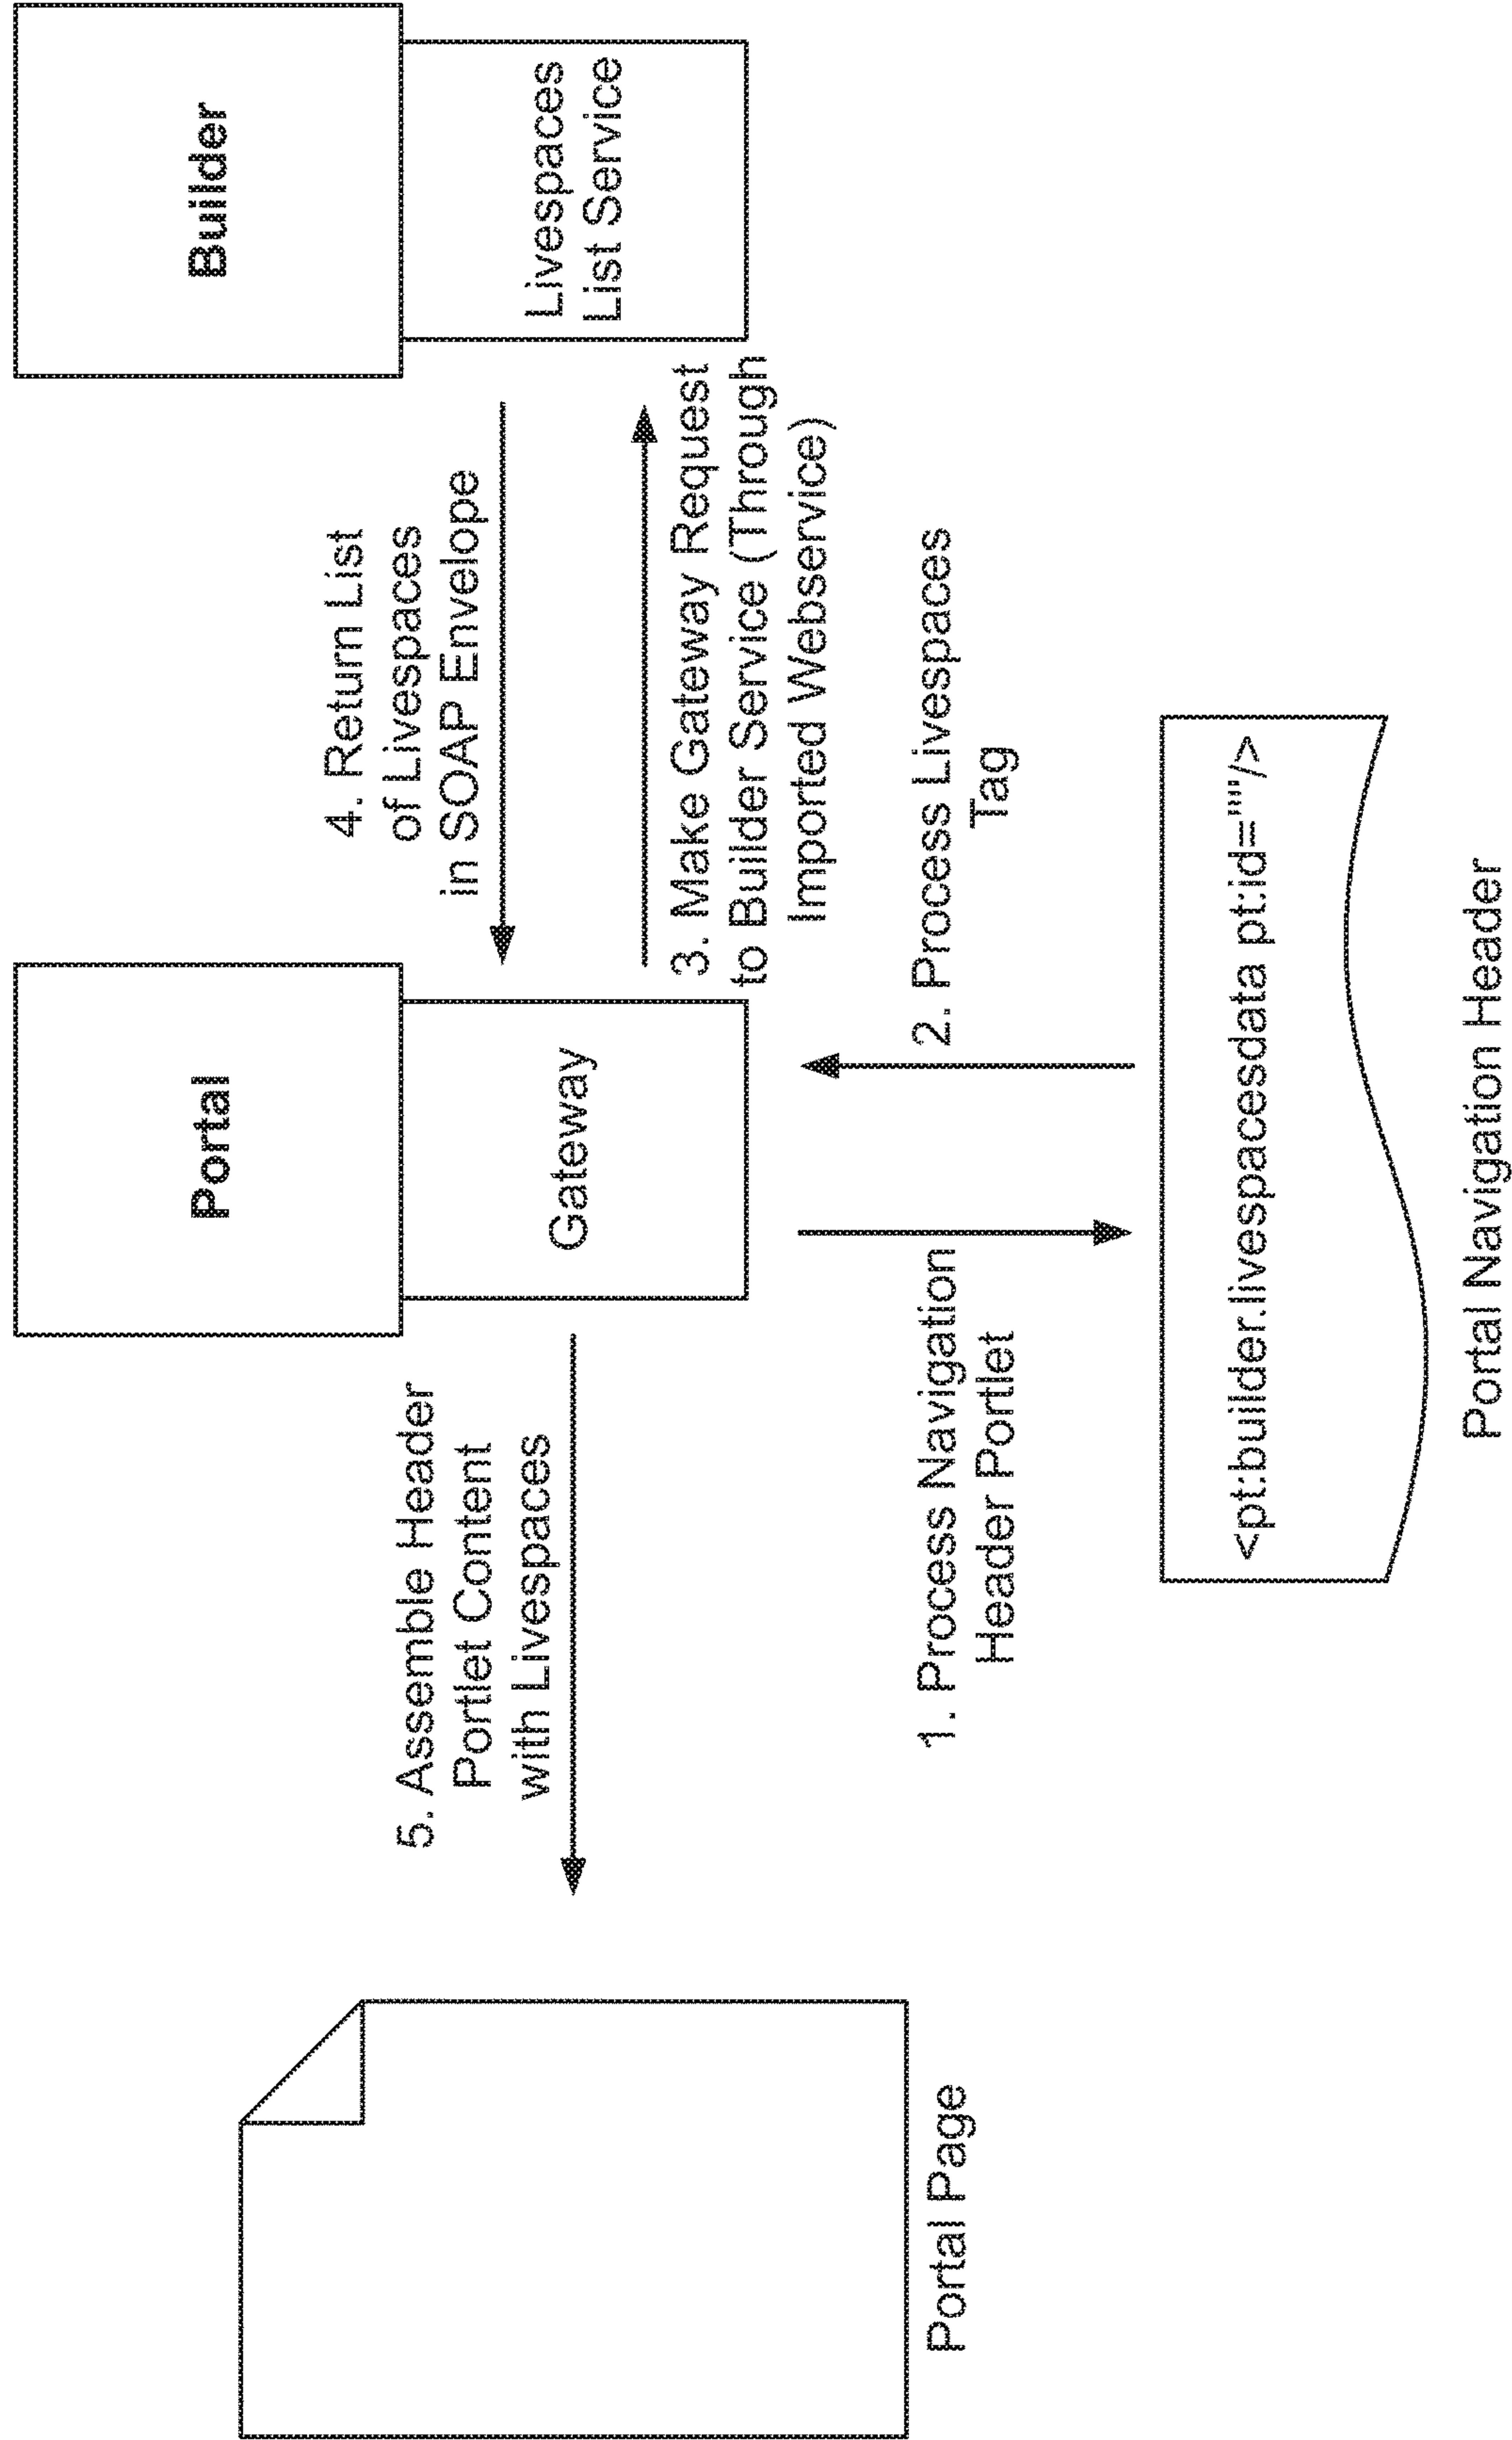 Builder
Livespaces
List Service
4. Return List
of Livespaces
in SOAP Envelope
3. Make Gateway Request
to Builder Service (Through
Imported Webservice)
Portal
Gateway
2. Process Livespaces
Tag
1. Process Navigation
Header Portlet
<pt:builder.livespacesdata pt:id=""/>
Portal Navigation Header
5. Assemble Header
Portlet Content
with Livespaces
Portal Page